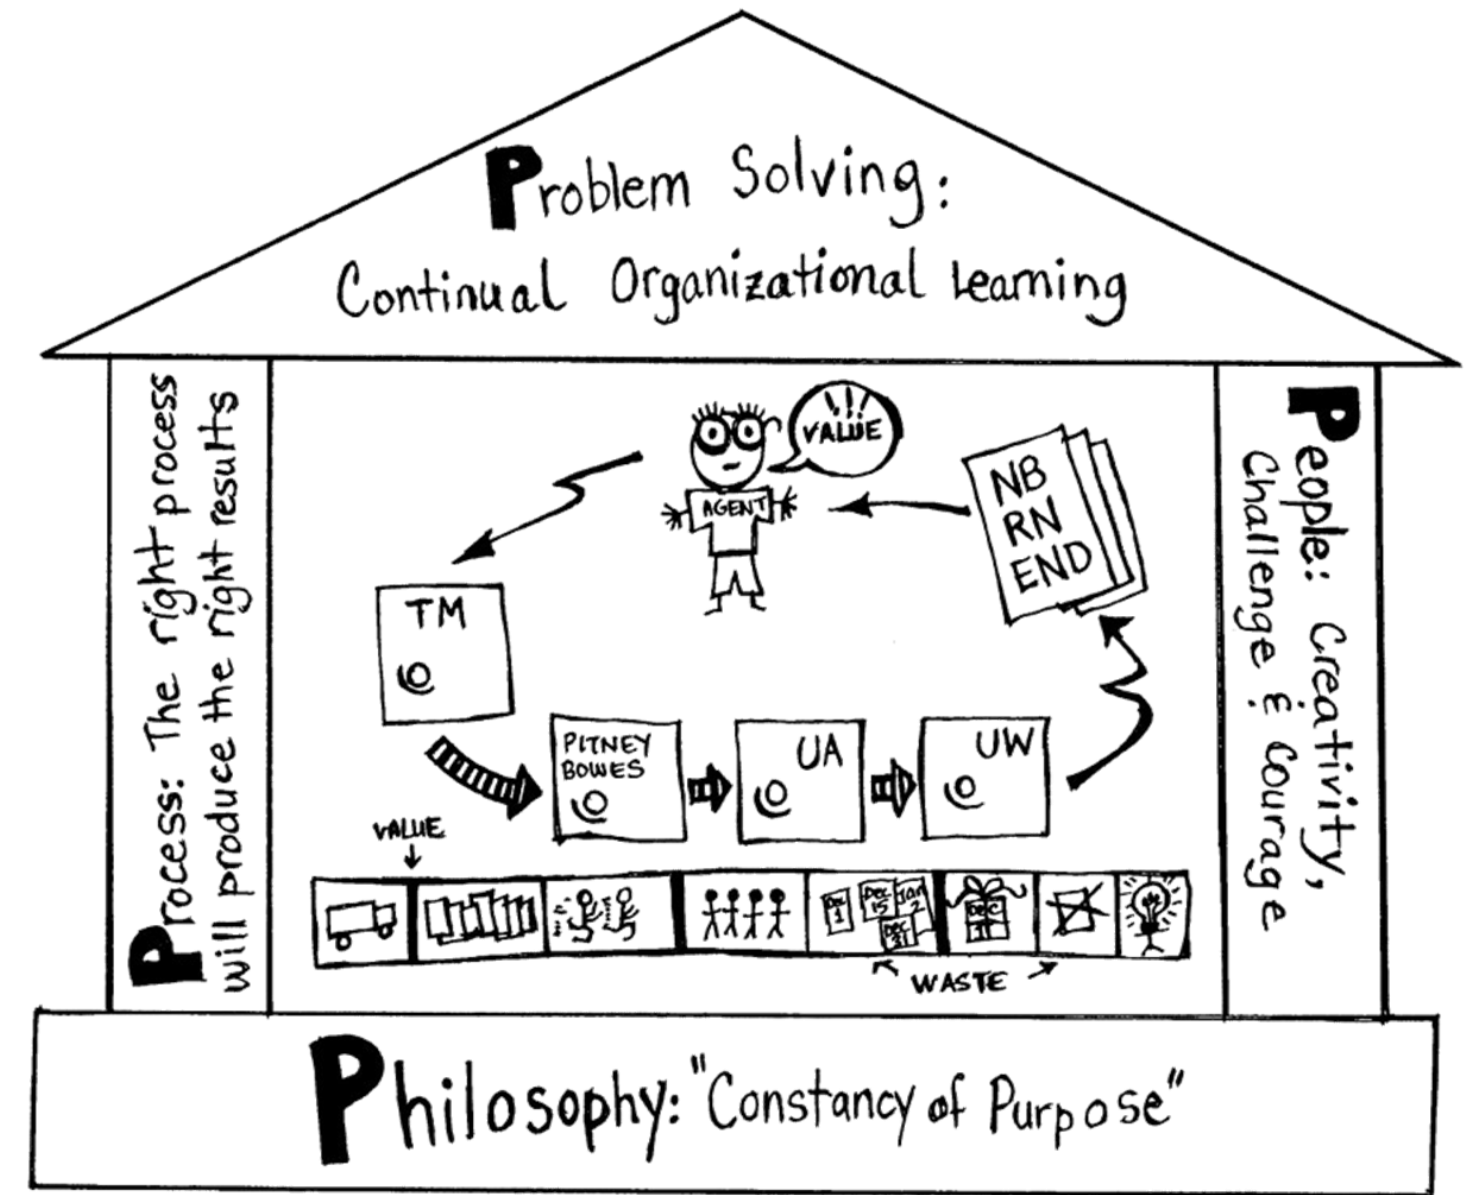 Problem Solving:
Continual Organizational Learning
Process: The right process
will produce the right results
People: Creativity,
Challenge & Courage
VALUE
AGENT
NB
RN
END
TM
PITNEY
BOWES
UA
UW
VALUE
Dec
1
Dec
15
Jan
2
Dec
31
DEC
WASTE
Philosophy: "Constancy of Purpose"